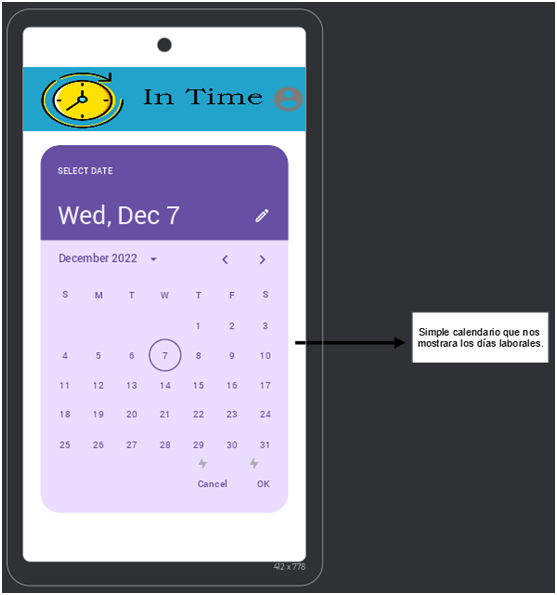 In Time
SELECT DATE
Wed, Dec 7
December 2022
S M T W T F S
1 2 3
4 5 6 7 8 9 10
11 12 13 14 15 16 17
18 19 20 21 22 23 24
25 26 27 28 29 30 31
Cancel OK
Simple calendario que nos
mostrara los días laborales.
412 x 778